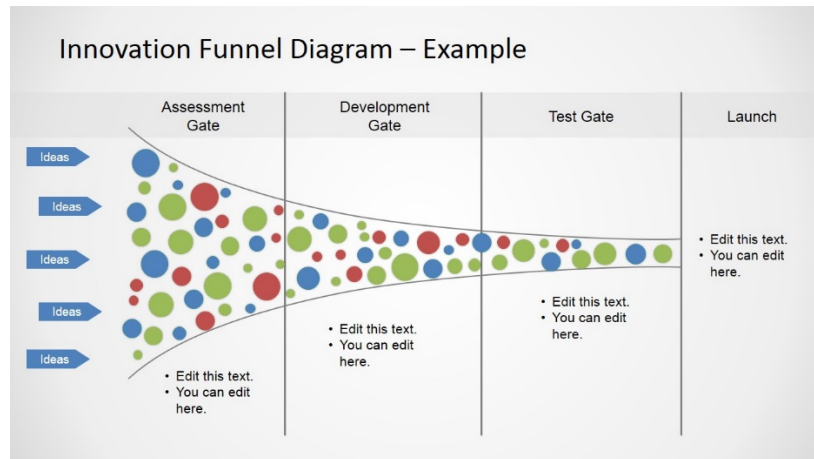 Innovation Funnel Diagram – Example
Assessment
Gate
Development
Gate
Test Gate
Launch
Ideas
Ideas
Ideas
Ideas
Ideas
• Edit this text.
• You can edit
here.
• Edit this text.
• You can edit
here.
• Edit this text.
• You can edit
here.
• Edit this text.
• You can edit
here.